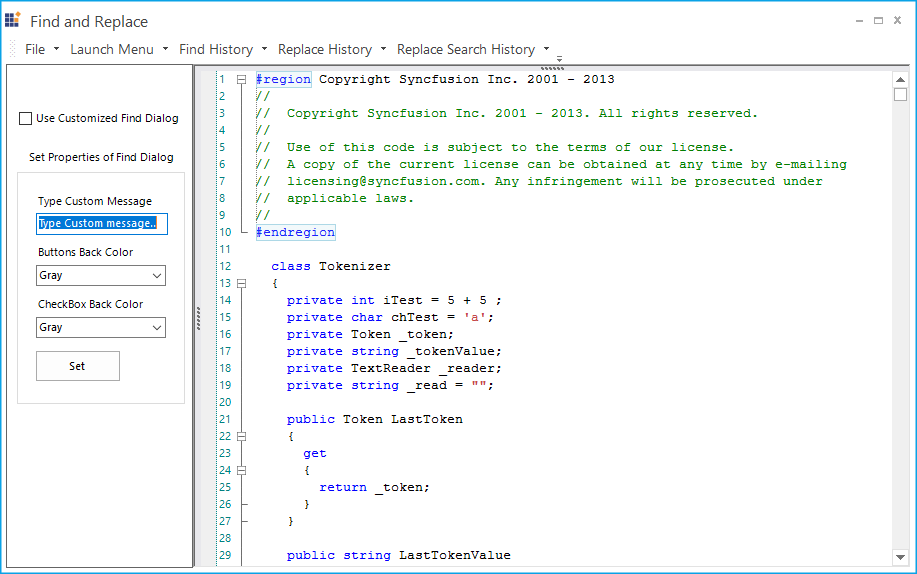 Find and Replace
File Launch Menu Find History Replace History Replace Search History
Use Customized Find Dialog
Set Properties of Find Dialog
Type Custom Message
Type Custom message..
Buttons Back Color
Gray
CheckBox Back Color
Gray
Set
1 #region Copyright Syncfusion Inc. 2001 - 2013
2 //
3 //  Copyright Syncfusion Inc. 2001 - 2013. All rights reserved.
4 //
5 //  Use of this code is subject to the terms of our license.
6 //  A copy of the current license can be obtained at any time by e-mailing
7 //  licensing@syncfusion.com. Any infringement will be prosecuted under
8 //  applicable laws.
9 //
10 #endregion
11
12 class Tokenizer
13 {
14 private int iTest = 5 + 5 ;
15 private char chTest = 'a';
16 private Token _token;
17 private string _tokenValue;
18 private TextReader _reader;
19 private string _read = "";
20
21 public Token LastToken
22 {
23 get
24 {
25 return _token;
26 }
27 }
28
29 public string LastTokenValue